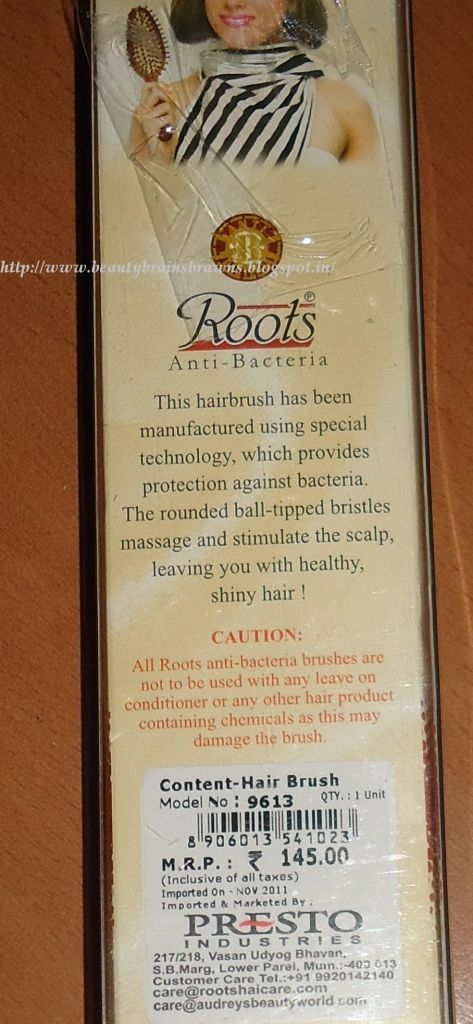 http://www.beautybrainsbrawns.blogspot.in/
Roots®
Anti-Bacteria
This hairbrush has been
manufactured using special
technology, which provides
protection against bacteria.
The rounded ball-tipped bristles
massage and stimulate the scalp,
leaving you with healthy,
shiny hair !
CAUTION:
All Roots anti-bacteria brushes are
not to be used with any leave on
conditioner or any other hair product
containing chemicals as this may
damage the brush.
Content-Hair Brush
Model No : 9613 QTY. : 1 Unit
8 906013 541023
M.R.P. : ₹ 145.00
(Inclusive of all taxes)
Imported On - NOV 2011
Imported & Marketed By :
PRESTO
INDUSTRIES
217/218, Vasan Udyog Bhavan,
S.B.Marg, Lower Parel, Mum.:-400 013
Customer Care Tel.:+91 9920142140
care@rootshaicare.com
care@audreysbeautyworld.com